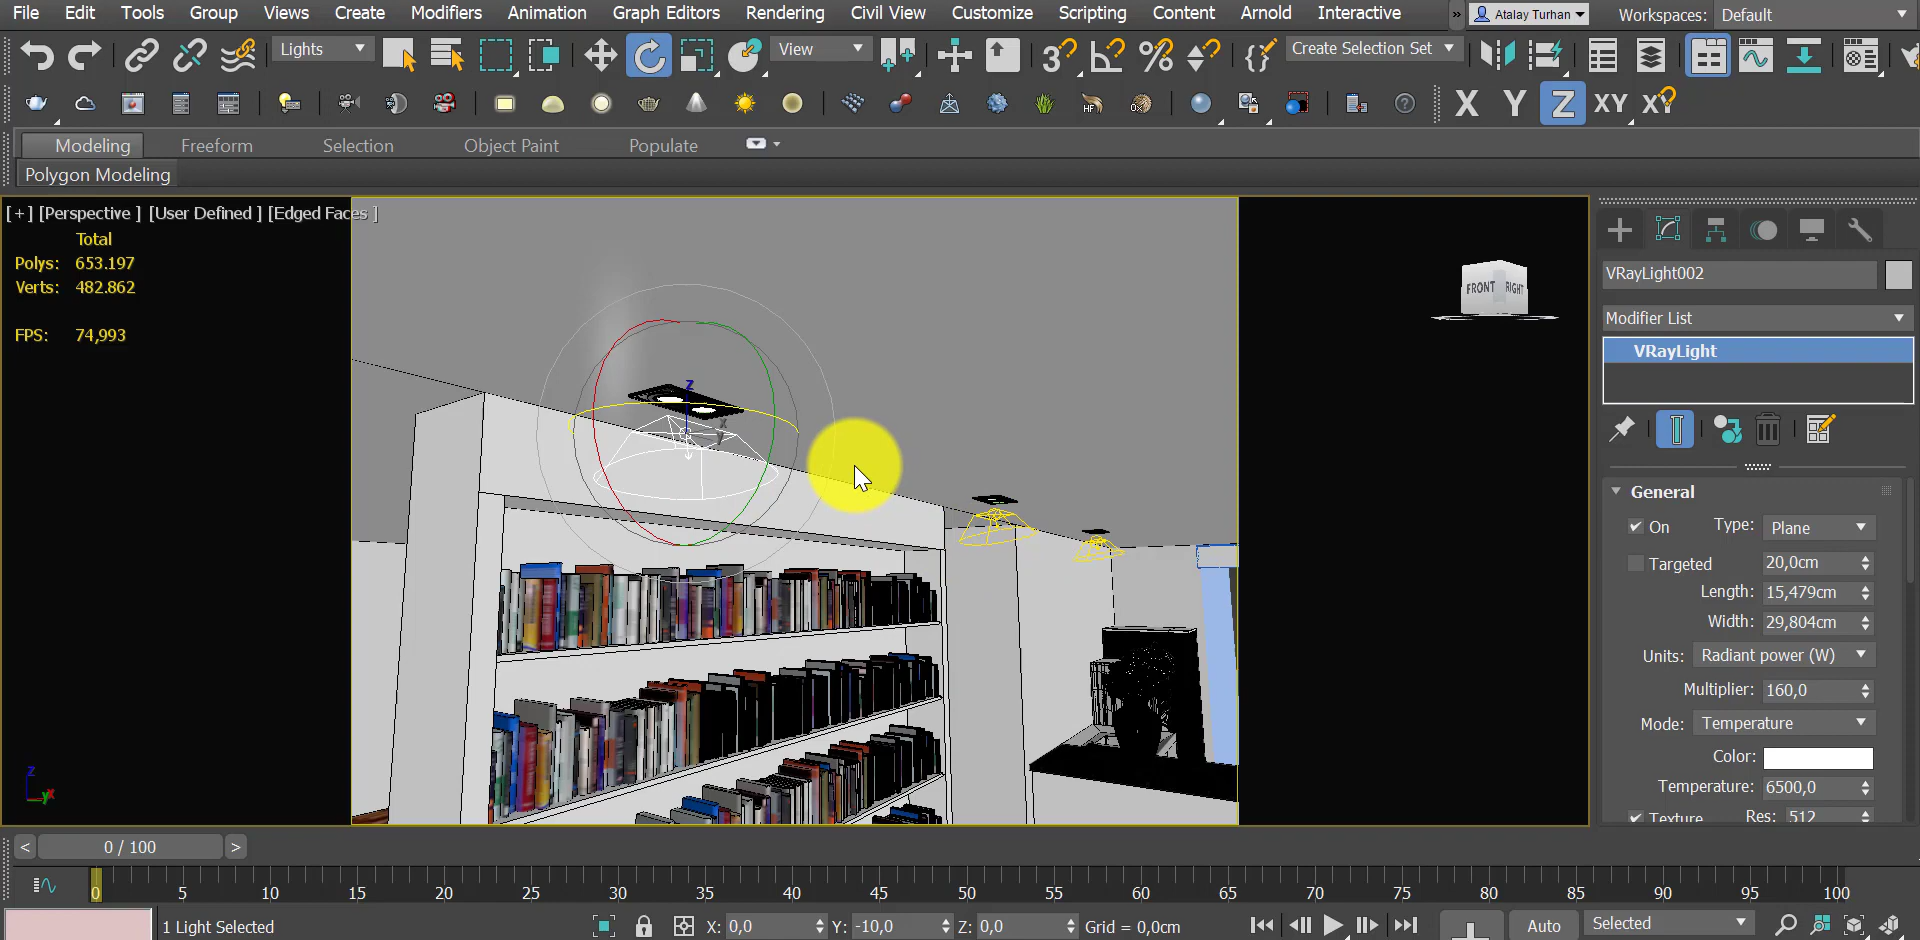 File Edit Tools Group Views Create Modifiers Animation Graph Editors Rendering Civil View Customize Scripting Content Arnold Interactive » Atalay Turhan Workspaces: Default
Lights View 3 Create Selection Set
HF X Y Z XY XY
Modeling Freeform Selection Object Paint Populate
Polygon Modeling
[+] [Perspective ] [User Defined ] [Edged Faces ]
Total
Polys: 653.197
Verts: 482.862
FPS: 74,993
FRONT RIGHT
z
x
y
z
x
VRayLight002
Modifier List
VRayLight
General
On Type: Plane
Targeted 20,0cm
Length: 15,479cm
Width: 29,804cm
Units: Radiant power (W)
Multiplier: 160,0
Mode: Temperature
Color:
Temperature: 6500,0
Texture Res: 512
< 0 / 100 >
0 5 10 15 20 25 30 35 40 45 50 55 60 65 70 75 80 85 90 95 100
1 Light Selected X: 0,0 Y: -10,0 Z: 0,0 Grid = 0,0cm Auto Selected